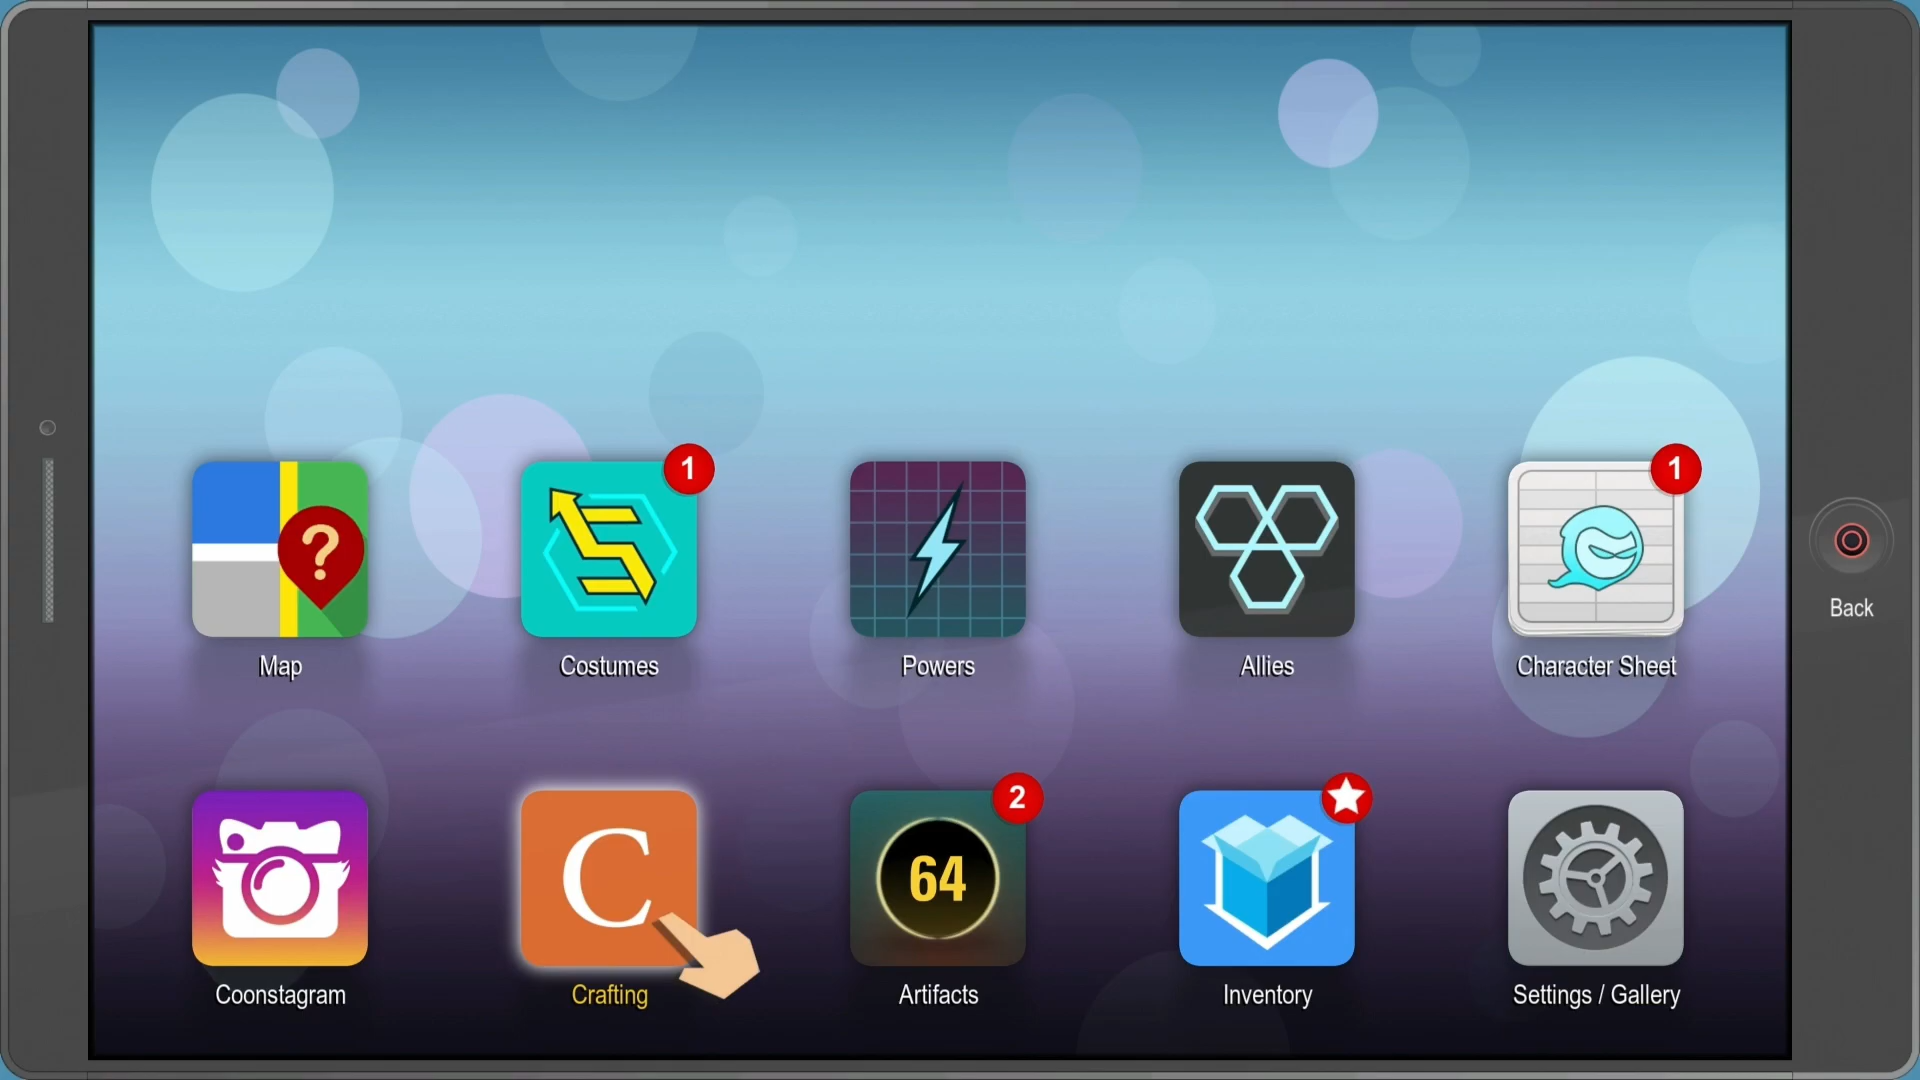 1
1
?
Map
Costumes
Powers
Allies
Character Sheet
Back
2
C
64
Coonstagram
Crafting
Artifacts
Inventory
Settings / Gallery